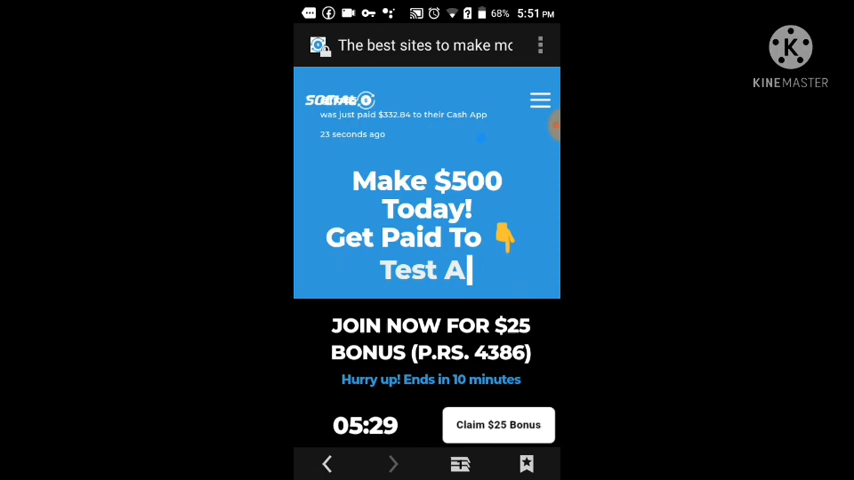 68% 5:51 PM
The best sites to make mo
K
KINEMASTER
was just paid $332.84 to their Cash App
23 seconds ago
Make $500
Today!
Get Paid To 👇
Test A
JOIN NOW FOR $25
BONUS (P.RS. 4386)
Hurry up! Ends in 10 minutes
05:29
Claim $25 Bonus